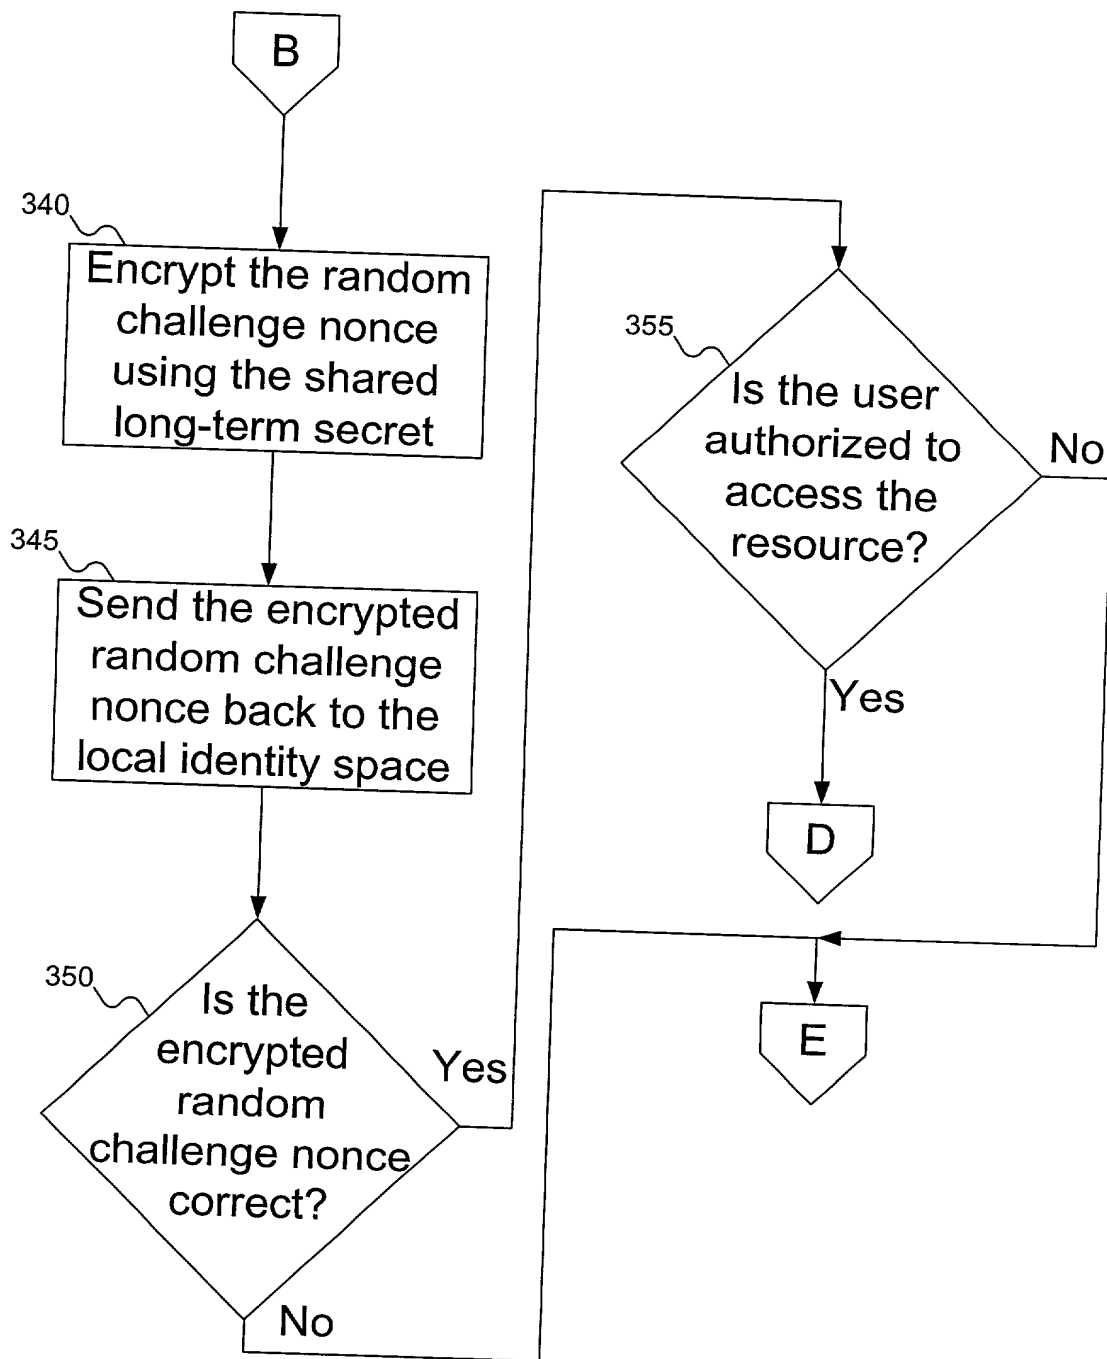 B
340
Encrypt the random
challenge nonce
using the shared
long-term secret
345
Send the encrypted
random challenge
nonce back to the
local identity space
350
Is the
encrypted
random
challenge nonce
correct?
Yes
No
355
Is the user
authorized to
access the
resource?
No
Yes
D
E